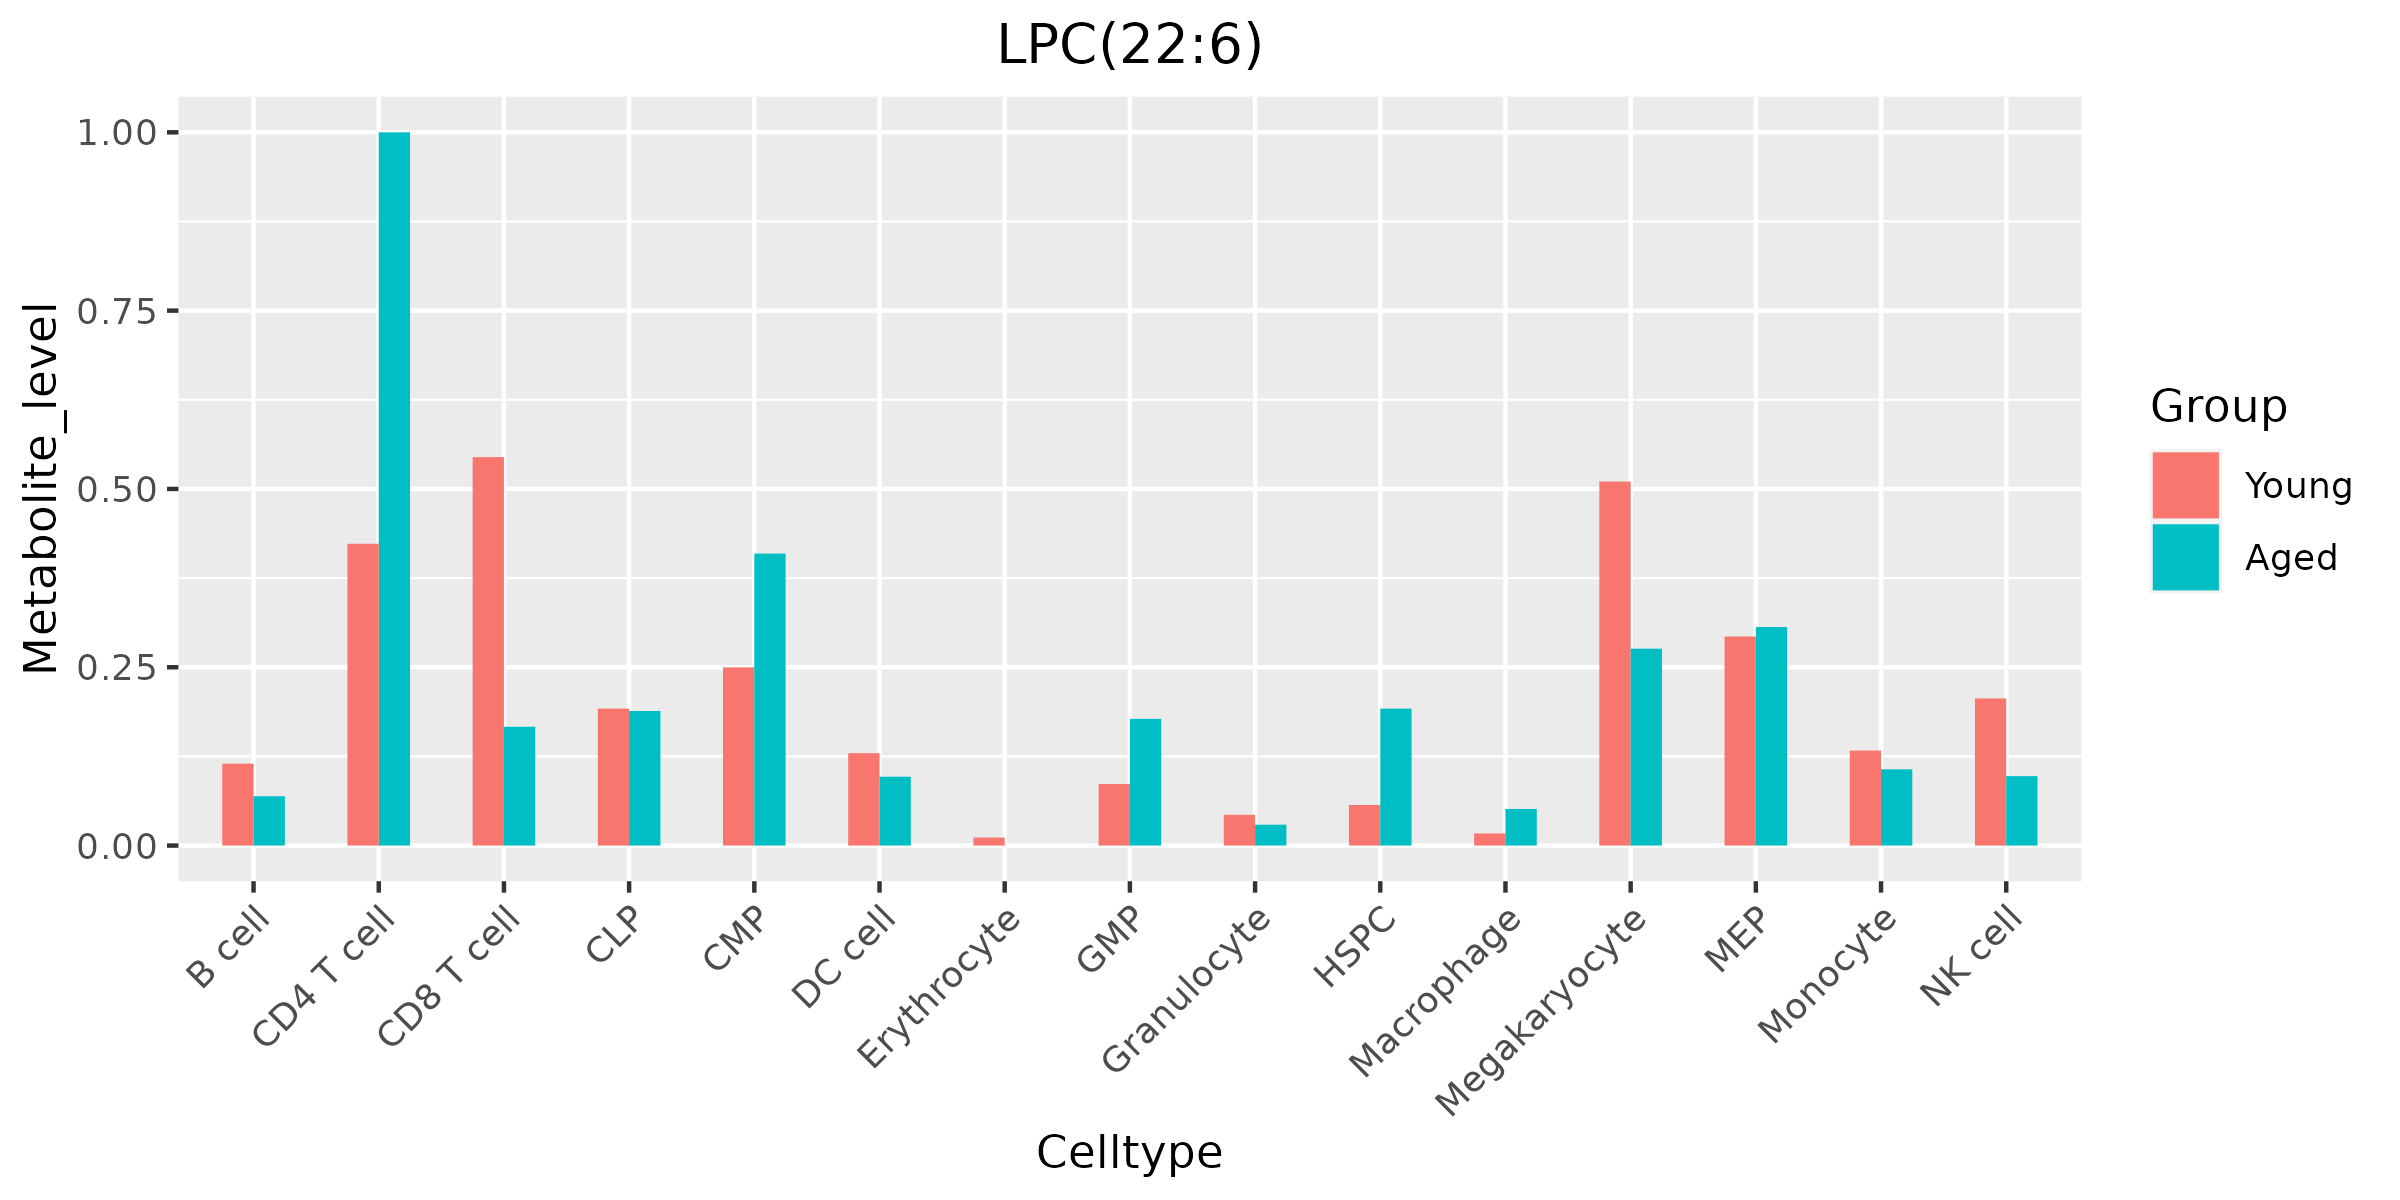 LPC(22:6)
Metabolite_level
1.00
0.75
0.50
0.25
0.00
B cell
CD4 T cell
CD8 T cell
CLP
CMP
DC cell
Erythrocyte
GMP
Granulocyte
HSPC
Macrophage
Megakaryocyte
MEP
Monocyte
NK cell
Celltype
Group
Young
Aged